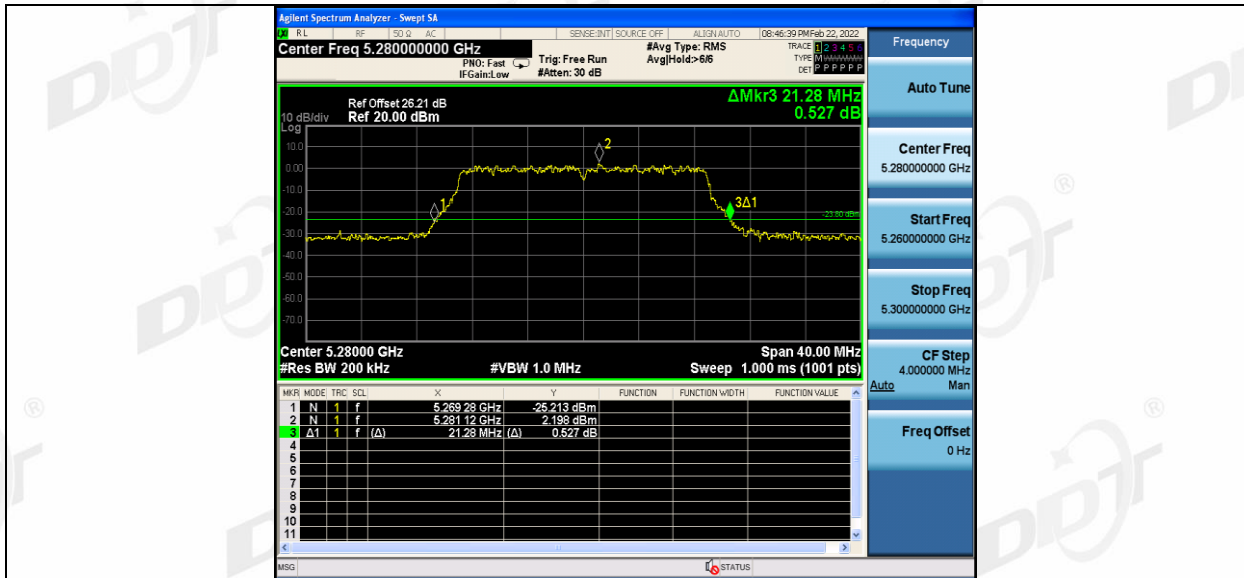 Agilent Spectrum Analyzer - Swept SA
RL RF 50 Ω AC SENSE:INT SOURCE OFF ALIGN AUTO 08:46:39 PM Feb 22, 2022
Center Freq 5.280000000 GHz
#Avg Type: RMS
TRACE 1 2 3 4 5 6
PNO: Fast Trig: Free Run Avg|Hold:>6/6
TYPE M
IFGain:Low #Atten: 30 dB
DET P P P P P P
ΔMkr3 21.28 MHz
0.527 dB
Ref Offset 26.21 dB
10 dB/div Ref 20.00 dBm
Log
10.0
0.00
-10.0
-20.0
-30.0
-40.0
-50.0
-60.0
-70.0
2
1
3Δ1
-23.80 dBm
Center 5.28000 GHz Span 40.00 MHz
#Res BW 200 kHz #VBW 1.0 MHz Sweep 1.000 ms (1001 pts)
MKR MODE TRC SCL X Y FUNCTION FUNCTION WIDTH FUNCTION VALUE
1 N 1 f 5.269 28 GHz -25.213 dBm
2 N 1 f 5.281 12 GHz 2.198 dBm
3 Δ1 1 f (Δ) 21.28 MHz (Δ) 0.527 dB
4
5
6
7
8
9
10
11
MSG STATUS
Frequency
Auto Tune
Center Freq
5.280000000 GHz
Start Freq
5.260000000 GHz
Stop Freq
5.300000000 GHz
CF Step
4.000000 MHz
Auto Man
Freq Offset
0 Hz
DDT
®